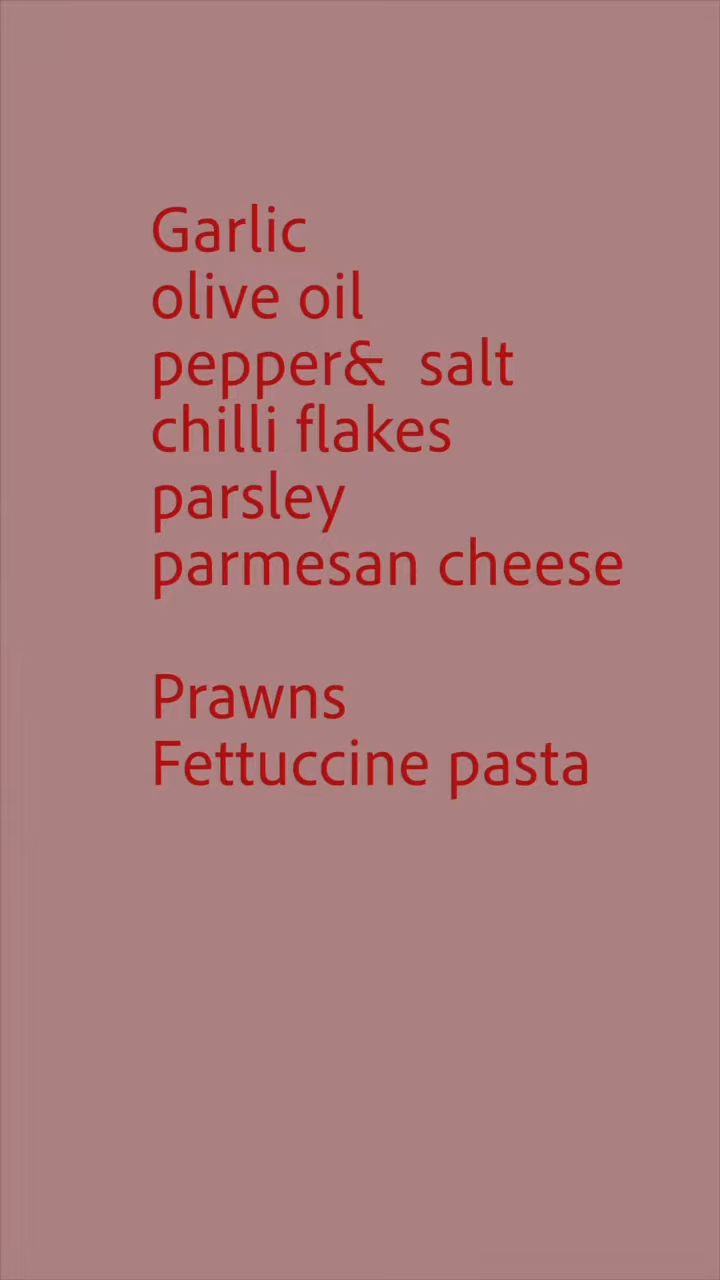 Garlic
olive oil
pepper&  salt
chilli flakes
parsley
parmesan cheese
Prawns
Fettuccine pasta